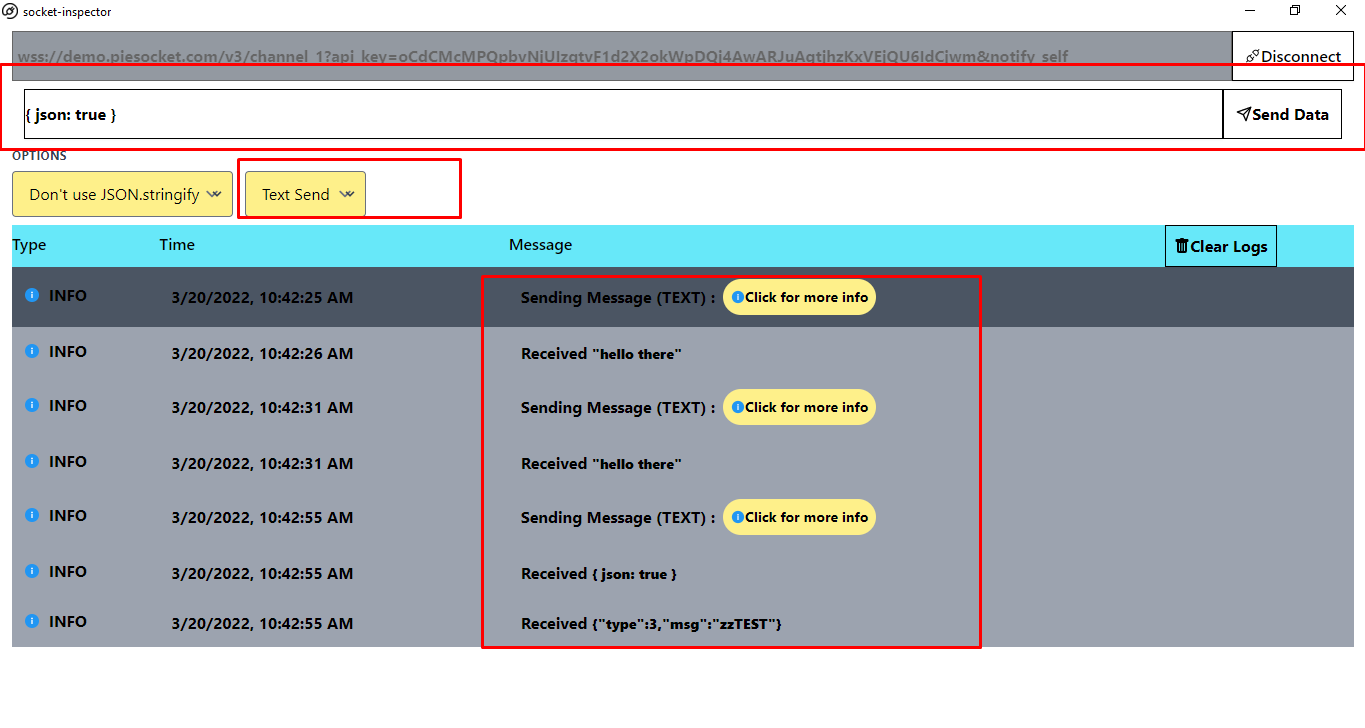 socket-inspector
wss://demo.piesocket.com/v3/channel_1?api_key=oCdCMcMPQpbvNjUIzqtvF1d2X2okWpDQj4AwARJuAgtjhzKxVEjQU6IdCjwm&notify_self
Disconnect
{ json: true }
Send Data
OPTIONS
Don't use JSON.stringify
Text Send
Type Time Message Clear Logs
INFO 3/20/2022, 10:42:25 AM Sending Message (TEXT) : Click for more info
INFO 3/20/2022, 10:42:26 AM Received "hello there"
INFO 3/20/2022, 10:42:31 AM Sending Message (TEXT) : Click for more info
INFO 3/20/2022, 10:42:31 AM Received "hello there"
INFO 3/20/2022, 10:42:55 AM Sending Message (TEXT) : Click for more info
INFO 3/20/2022, 10:42:55 AM Received { json: true }
INFO 3/20/2022, 10:42:55 AM Received {"type":3,"msg":"zzTEST"}